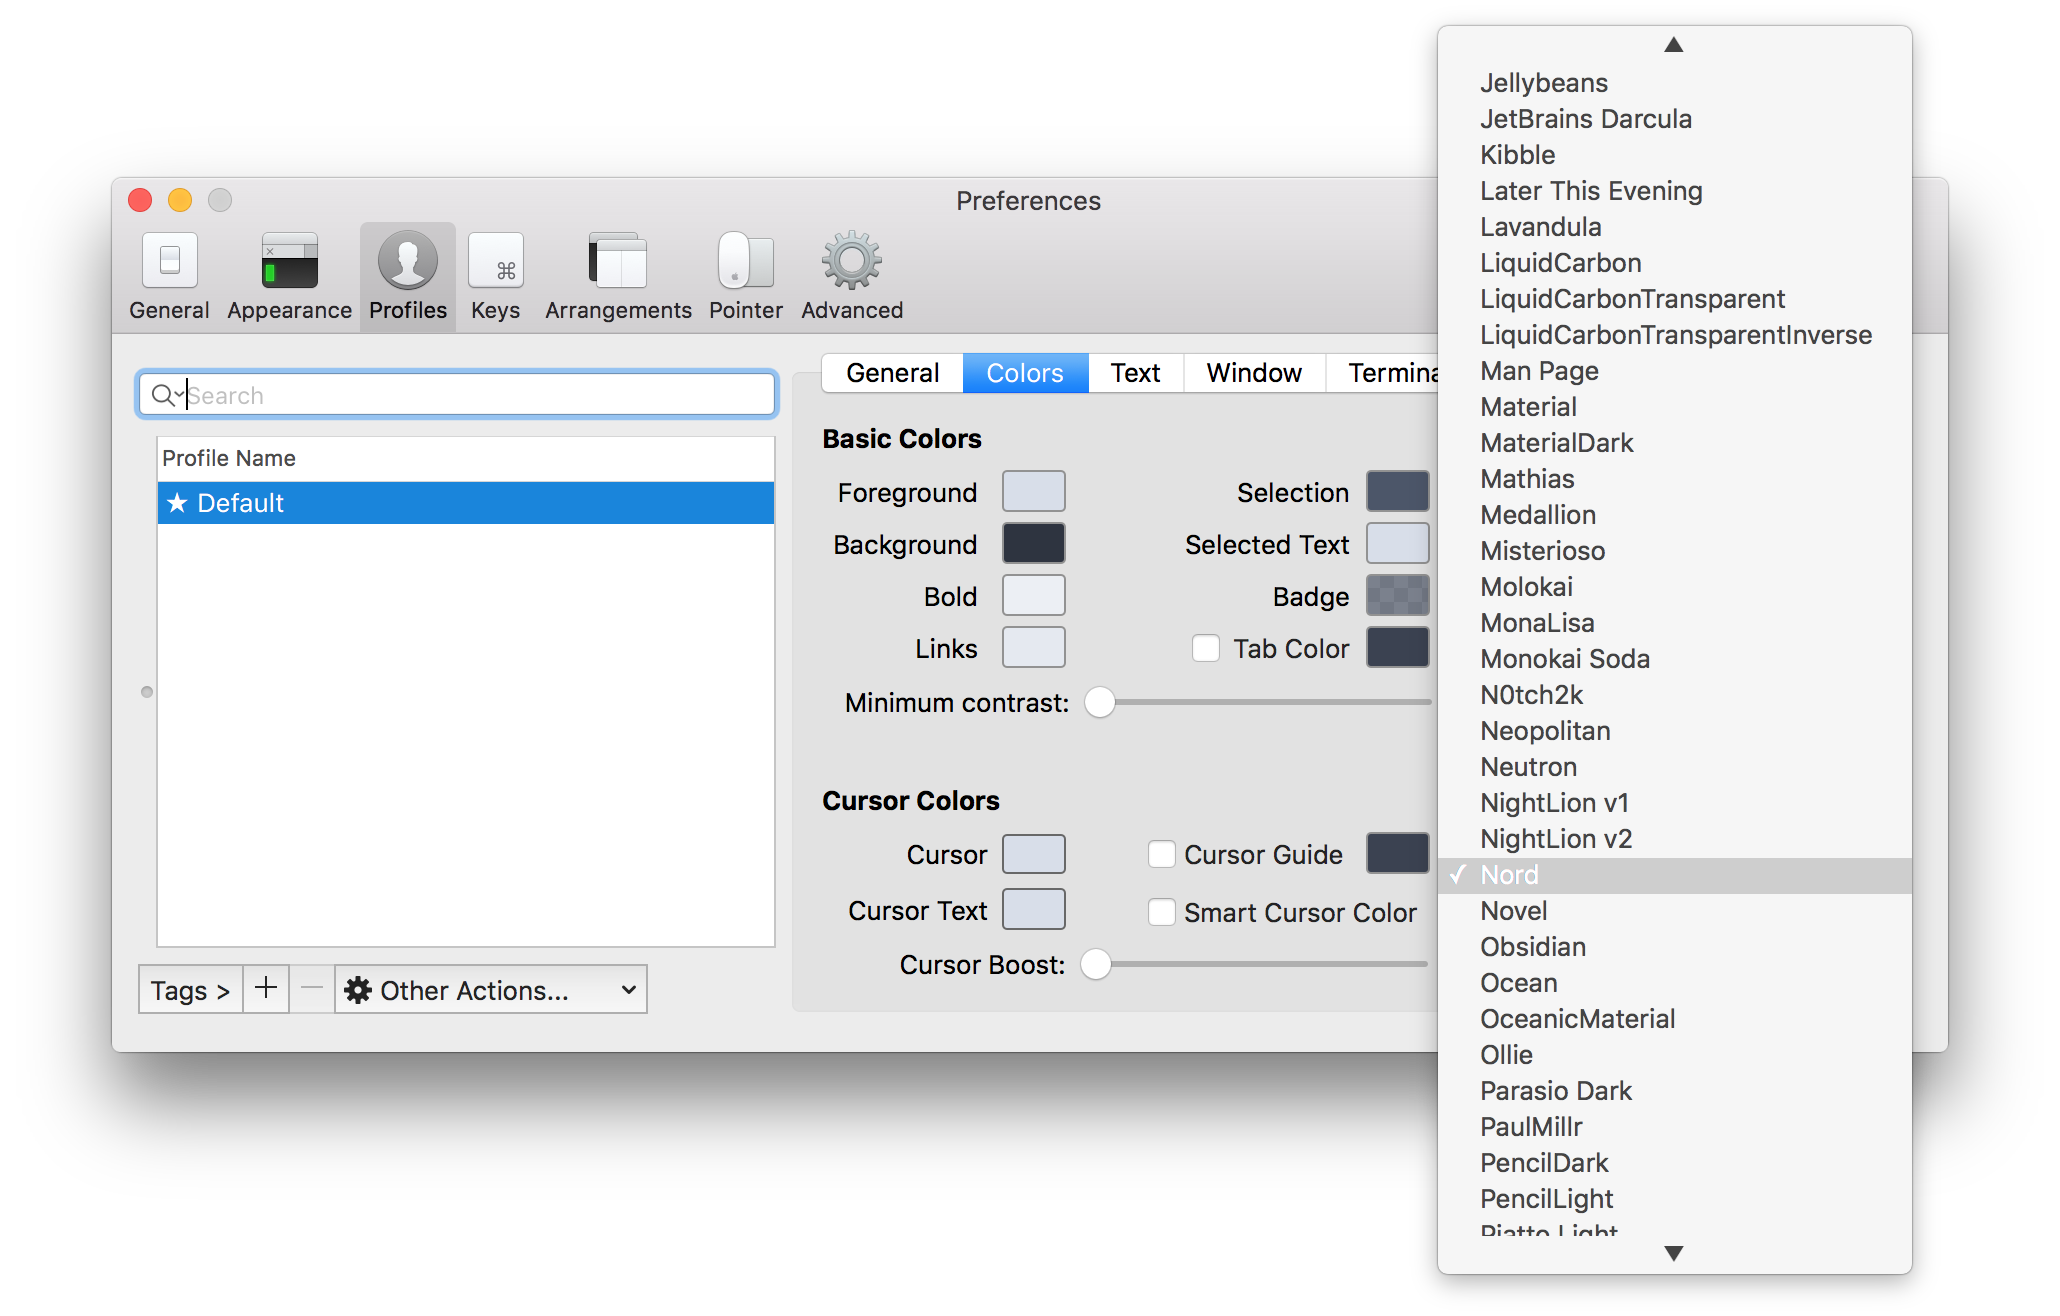 Preferences
General
Appearance
Profiles
Keys
Arrangements
Pointer
Advanced
Search
Profile Name
★ Default
Tags >
+
−
Other Actions...
General
Colors
Text
Window
Termina
Basic Colors
Foreground
Selection
Background
Selected Text
Bold
Badge
Links
Tab Color
Minimum contrast:
Cursor Colors
Cursor
Cursor Guide
Cursor Text
Smart Cursor Color
Cursor Boost:
Jellybeans
JetBrains Darcula
Kibble
Later This Evening
Lavandula
LiquidCarbon
LiquidCarbonTransparent
LiquidCarbonTransparentInverse
Man Page
Material
MaterialDark
Mathias
Medallion
Misterioso
Molokai
MonaLisa
Monokai Soda
N0tch2k
Neopolitan
Neutron
NightLion v1
NightLion v2
✓ Nord
Novel
Obsidian
Ocean
OceanicMaterial
Ollie
Parasio Dark
PaulMillr
PencilDark
PencilLight
Piatto Light